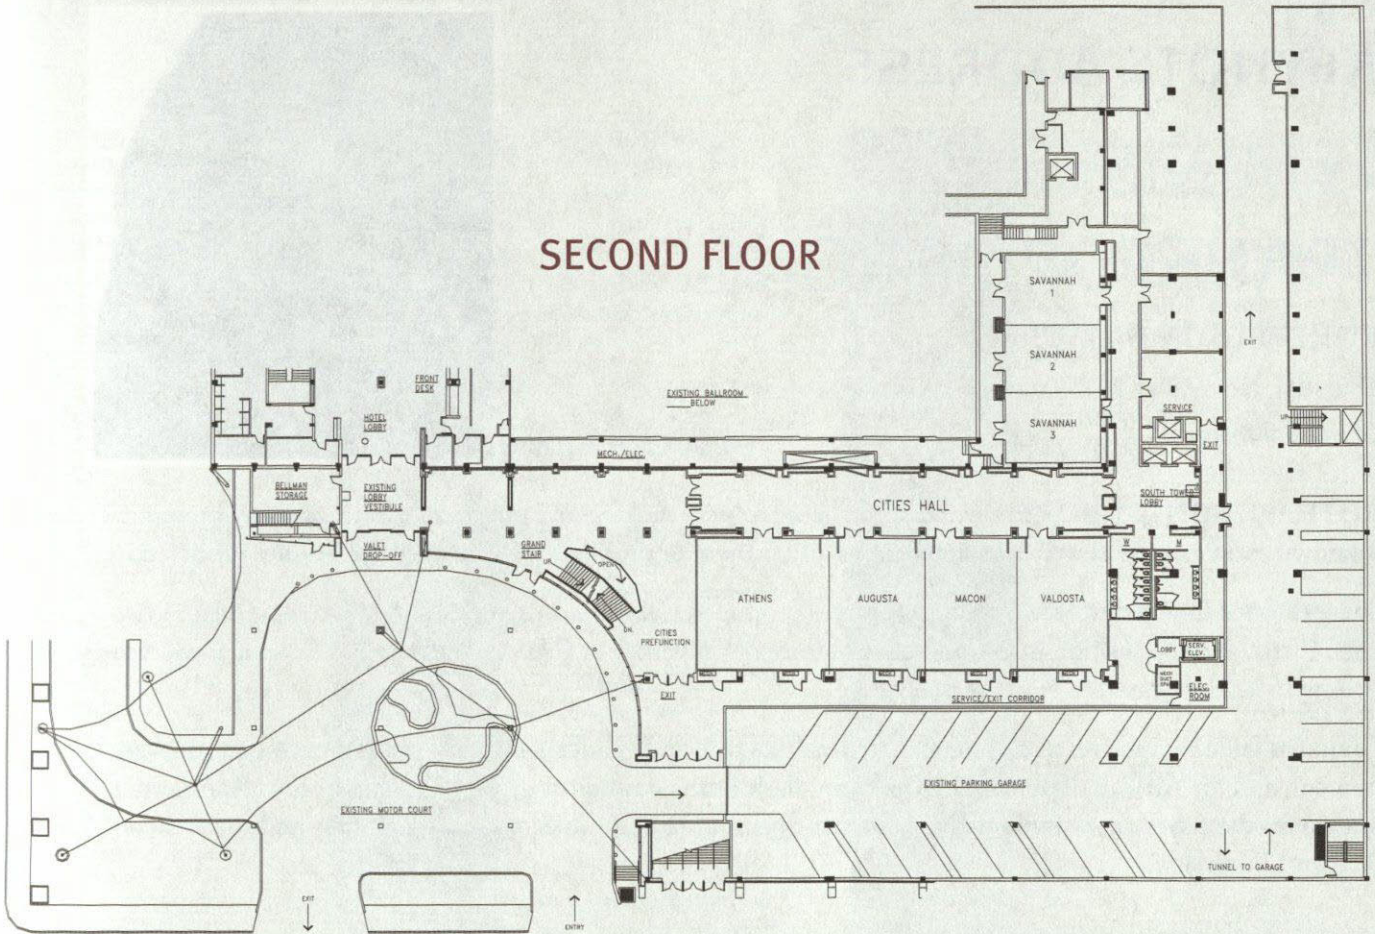 SECOND FLOOR
SAVANNAH
1
SAVANNAH
2
SAVANNAH
3
EXIT
UP
FRONT
DESK
HOTEL
LOBBY
EXISTING BALLROOM
BELOW
SERVICE
EXIT
MECH./ELEC.
BELLMAN
STORAGE
EXISTING
LOBBY
VESTIBULE
CITIES HALL
SOUTH TOWER
LOBBY
VALET
DROP-OFF
GRAND
STAIR
UP
OPEN
DN.
W
M
ATHENS
AUGUSTA
MACON
VALDOSTA
CITIES
PREFUNCTION
EXIT
LOBBY
SERV.
ELEV.
ELEC.
ROOM
SERVICE/EXIT CORRIDOR
EXISTING PARKING GARAGE
EXISTING MOTOR COURT
TUNNEL TO GARAGE
EXIT
ENTRY